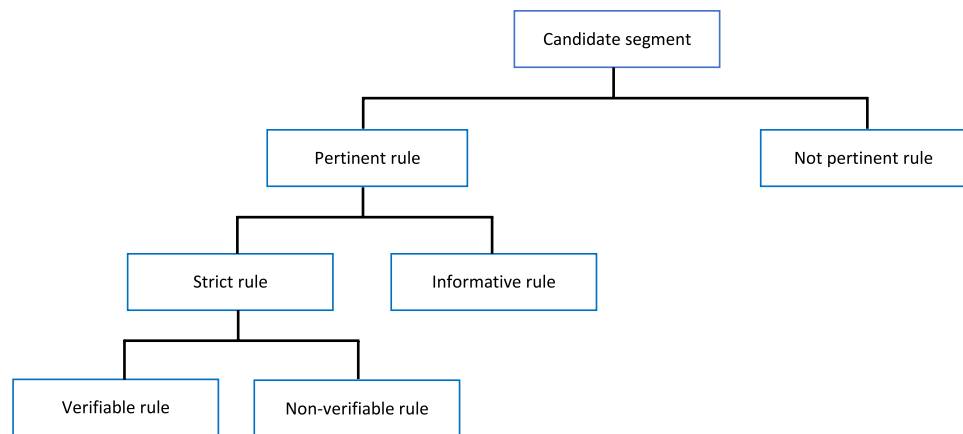 Candidate segment
Pertinent rule
Not pertinent rule
Strict rule
Informative rule
Verifiable rule
Non-verifiable rule